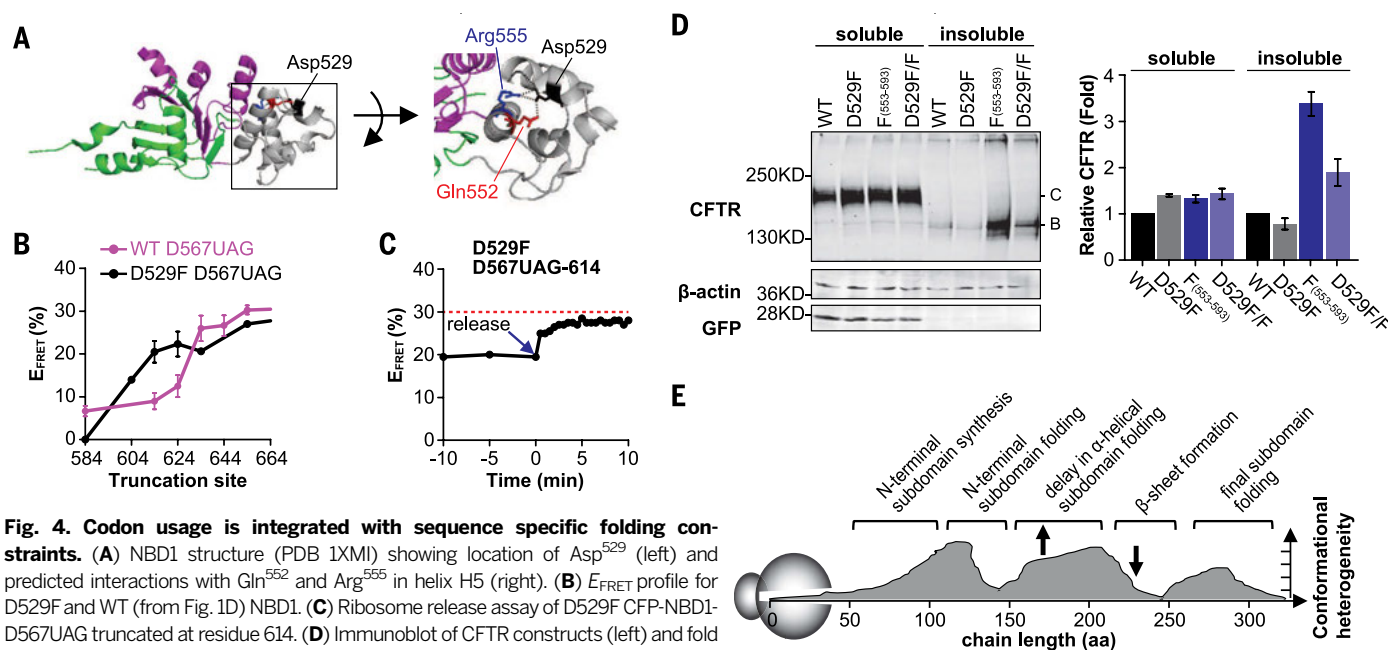 A
Asp529
Arg555
Asp529
Gln552
B
WT D567UAG
D529F D567UAG
40
30
20
10
0
E_FRET (%)
584 604 624 644 664
Truncation site
C
D529F
D567UAG-614
40
30
20
10
0
E_FRET (%)
release
-10 -5 0 5 10
Time (min)
Fig. 4. Codon usage is integrated with sequence specific folding con-
straints. (A) NBD1 structure (PDB 1XMI) showing location of Asp⁵²⁹ (left) and
predicted interactions with Gln⁵⁵² and Arg⁵⁵⁵ in helix H5 (right). (B) E_FRET profile for
D529F and WT (from Fig. 1D) NBD1. (C) Ribosome release assay of D529F CFP-NBD1-
D567UAG truncated at residue 614. (D) Immunoblot of CFTR constructs (left) and fold
D
soluble insoluble
WT D529F F(553-593) D529F/F WT D529F F(553-593) D529F/F
250KD
CFTR
130KD
C
B
β-actin 36KD
GFP 28KD
soluble insoluble
4
3
2
1
0
Relative CFTR (Fold)
WT D529F F(553-593) D529F/F WT D529F F(553-593) D529F/F
E
N-terminal subdomain synthesis
N-terminal subdomain folding
delay in α-helical subdomain folding
β-sheet formation
final subdomain folding
0 50 100 150 200 250 300
chain length (aa)
Conformational heterogeneity